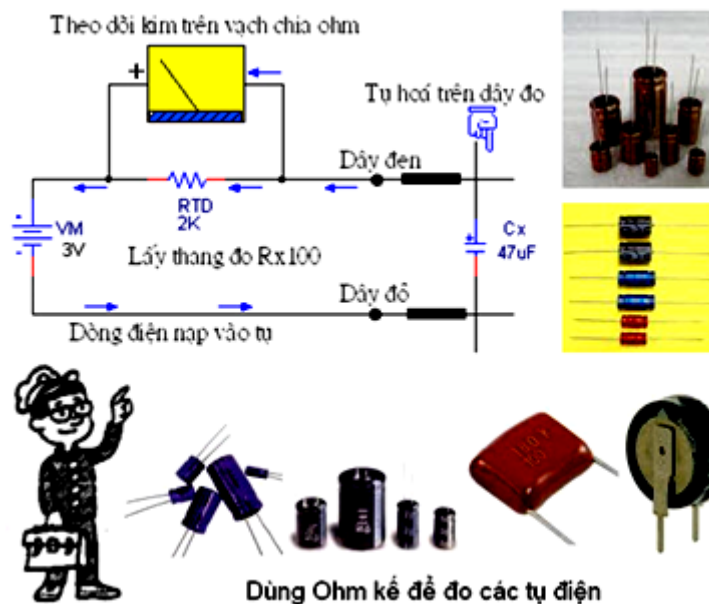 Theo dõi kim trên vạch chia ohm
+
Tụ hoá trên dây đo
Dây đen
RTD
2K
VM
3V
Lấy thang đo Rx100
+
Cx
47uF
Dây đỏ
Dòng điện nạp vào tụ
Dùng Ohm kế để đo các tụ điện